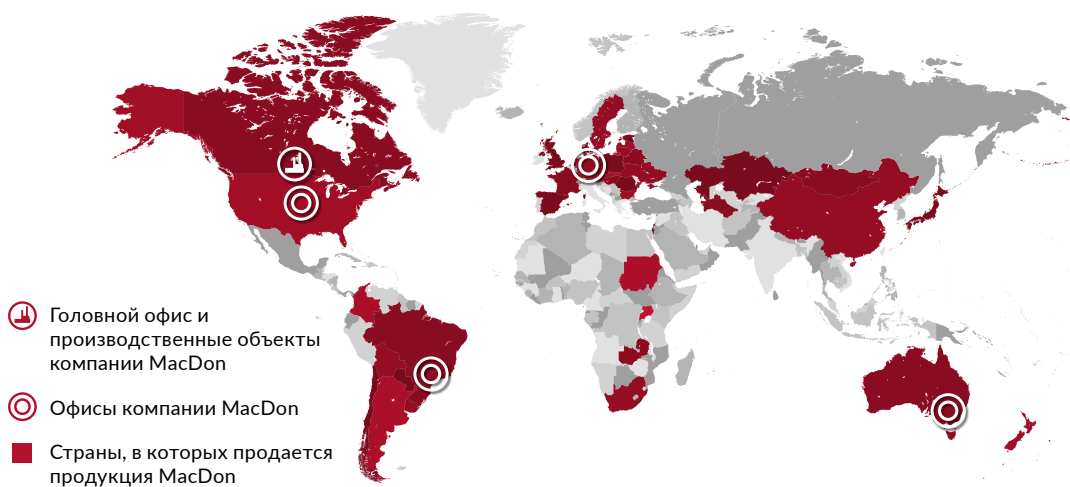 Головной офис и
производственные объекты
компании MacDon
Офисы компании MacDon
Страны, в которых продается
продукция MacDon